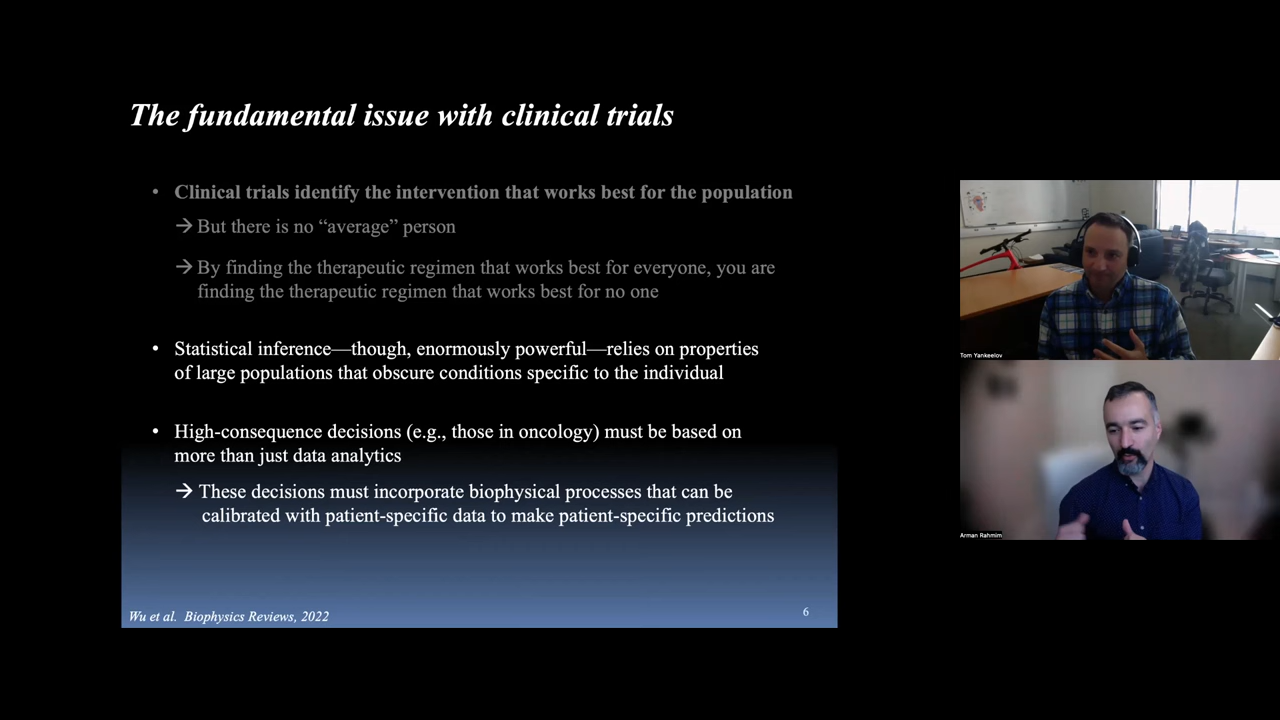 The fundamental issue with clinical trials
• Clinical trials identify the intervention that works best for the population
→ But there is no “average” person
→ By finding the therapeutic regimen that works best for everyone, you are
finding the therapeutic regimen that works best for no one
• Statistical inference—though, enormously powerful—relies on properties
of large populations that obscure conditions specific to the individual
• High-consequence decisions (e.g., those in oncology) must be based on
more than just data analytics
→ These decisions must incorporate biophysical processes that can be
calibrated with patient-specific data to make patient-specific predictions
Wu et al. Biophysics Reviews, 2022
6
Tom Yankeelov
Arman Rahmim